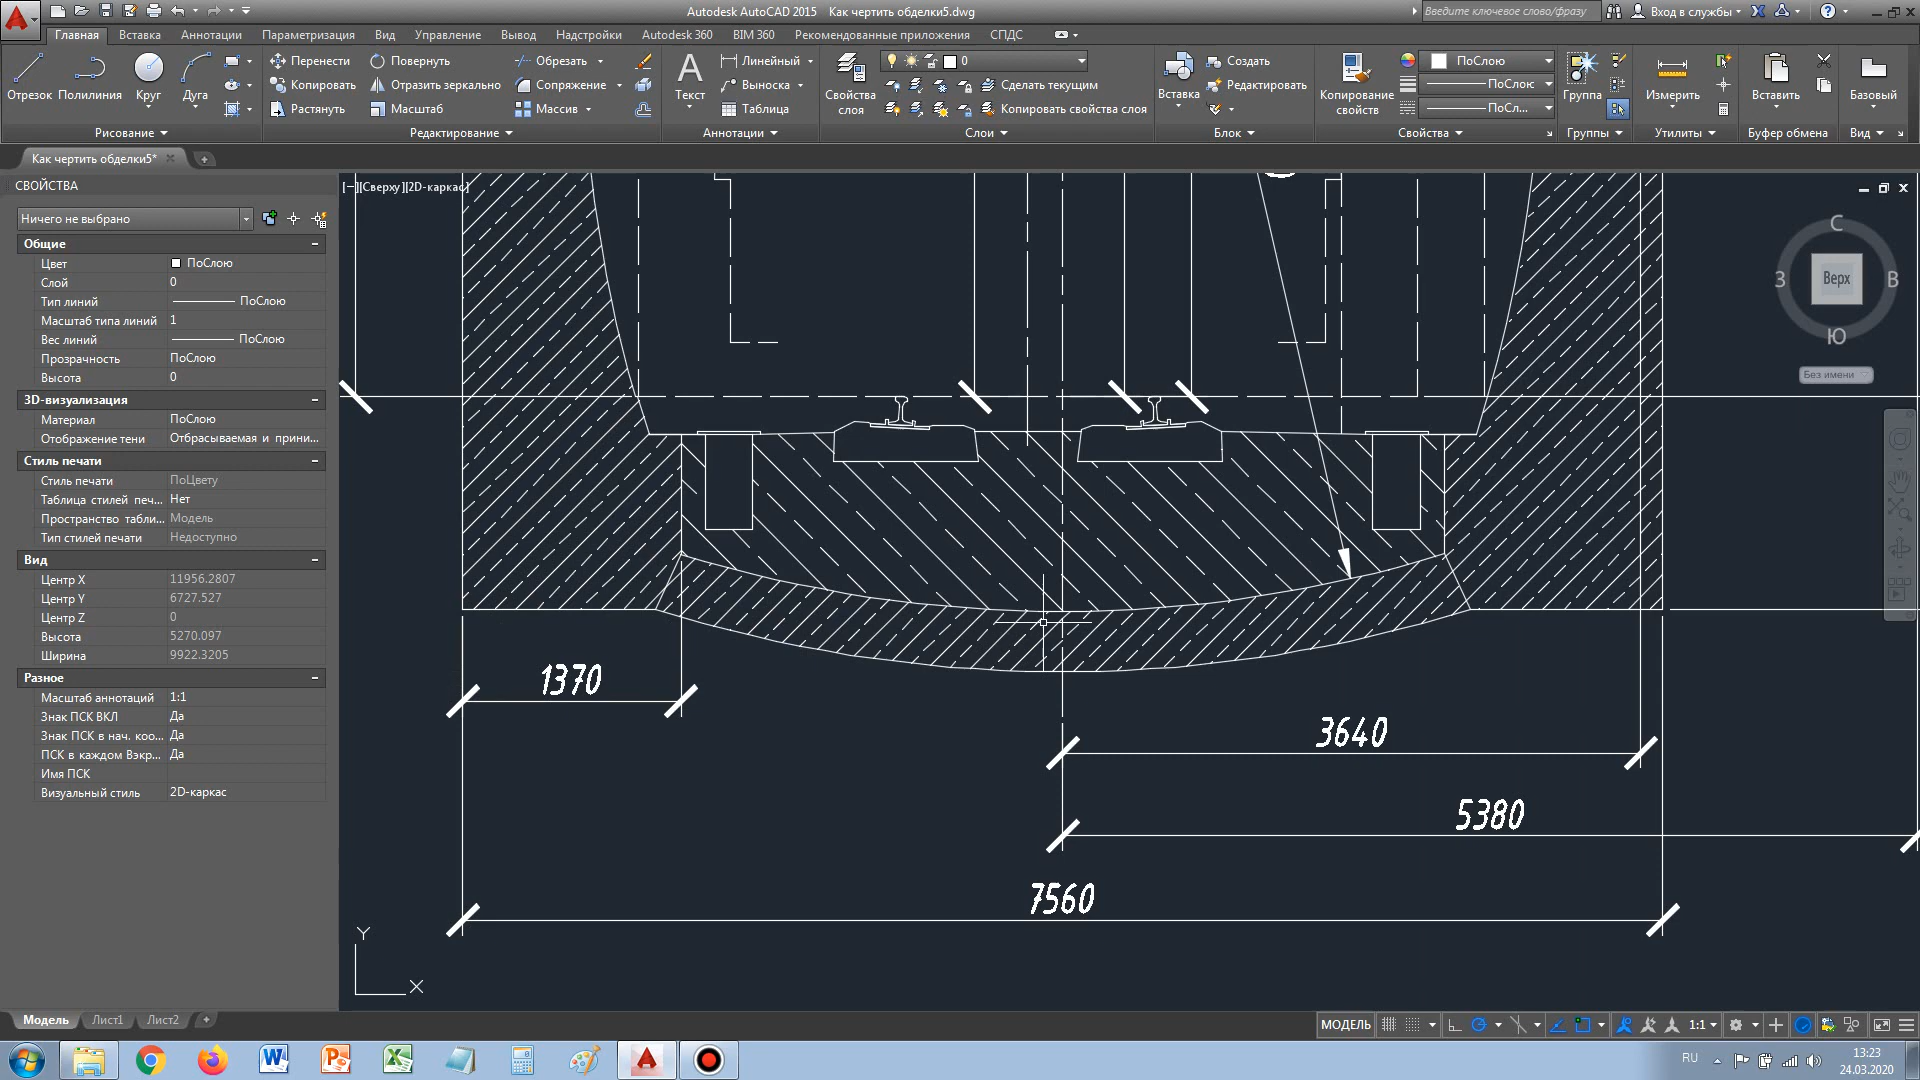 Autodesk AutoCAD 2015 Как чертить обделки5.dwg
Введите ключевое слово/фразу
Вход в службы
Главная Вставка Аннотации Параметризация Вид Управление Вывод Надстройки Autodesk 360 BIM 360 Рекомендованные приложения СПДС
Отрезок Полилиния Круг Дуга
Перенести Повернуть Обрезать
Копировать Отразить зеркально Сопряжение
Растянуть Масштаб Массив
Текст
Линейный
Выноска
Таблица
Свойства слоя
0
Сделать текущим
Копировать свойства слоя
Вставка
Создать
Редактировать
Копирование свойств
ПоСлою
ПоСлою
ПоСл...
Группа
Измерить
Вставить
Базовый
Рисование Редактирование Аннотации Слои Блок Свойства Группы Утилиты Буфер обмена Вид
Как чертить обделки5*
СВОЙСТВА
Ничего не выбрано
Общие
Цвет ПоСлою
Слой 0
Тип линий ПоСлою
Масштаб типа линий 1
Вес линий ПоСлою
Прозрачность ПоСлою
Высота 0
3D-визуализация
Материал ПоСлою
Отображение тени Отбрасываемая и прини...
Стиль печати
Стиль печати ПоЦвету
Таблица стилей печ... Нет
Пространство табли... Модель
Тип стилей печати Недоступно
Вид
Центр X 11956.2807
Центр Y 6727.527
Центр Z 0
Высота 5270.097
Ширина 9922.3205
Разное
Масштаб аннотаций 1:1
Знак ПСК ВКЛ Да
Знак ПСК в нач. коо... Да
ПСК в каждом Вэкр... Да
Имя ПСК
Визуальный стиль 2D-каркас
[−][Сверху][2D-каркас]
С
З Верх В
Ю
Без имени
1370
3640
5380
7560
Y
X
Модель Лист1 Лист2
МОДЕЛЬ 1:1
RU
13:23
24.03.2020